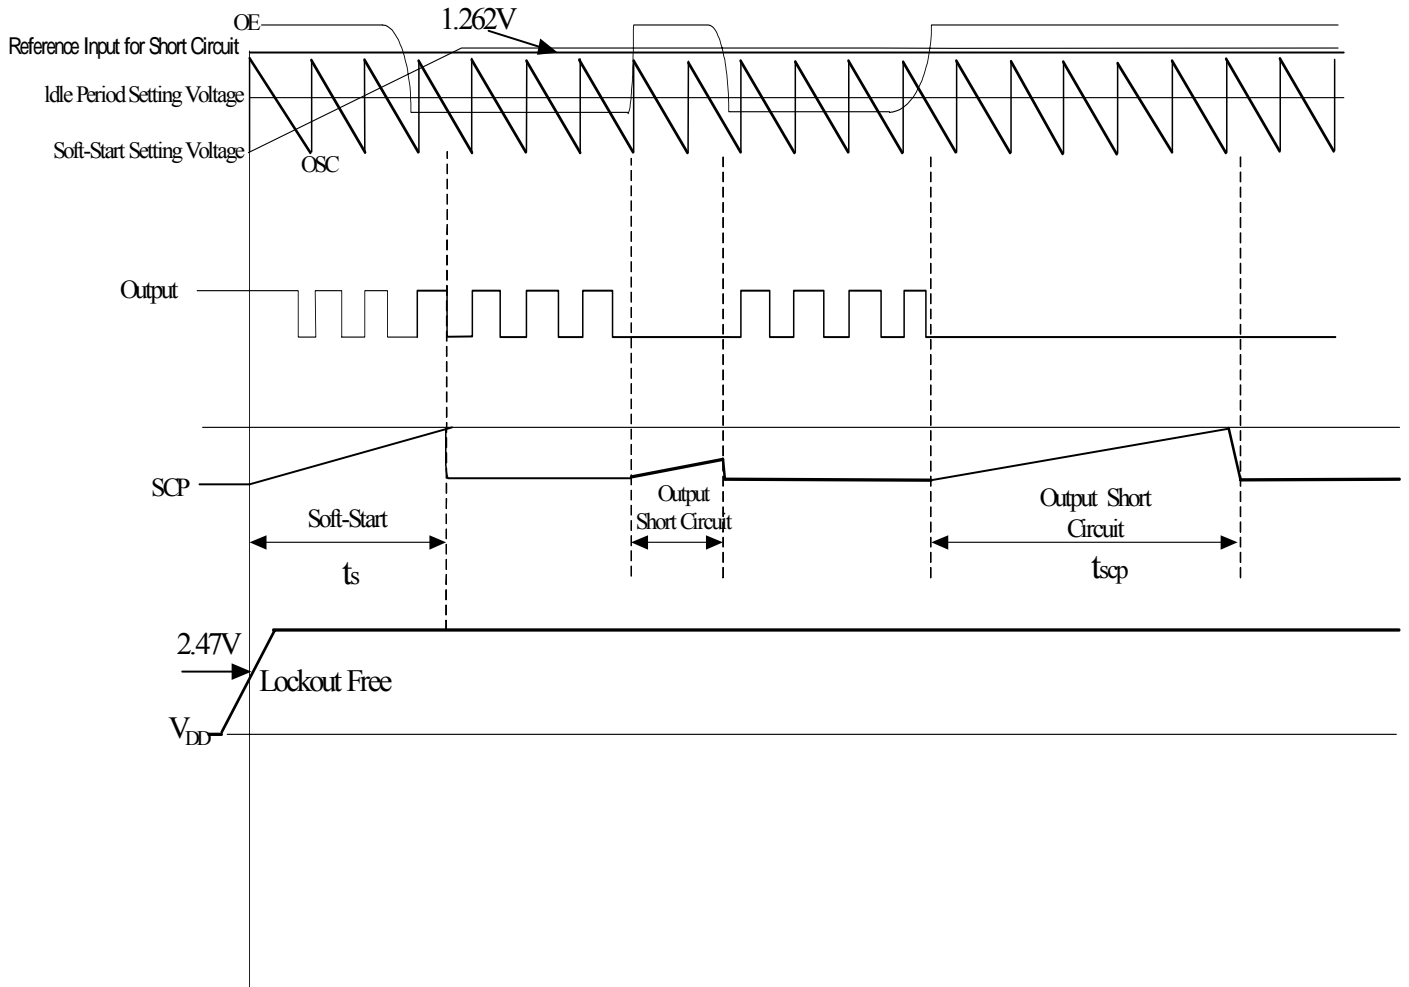 OE
1.262V
Reference Input for Short Circuit
Idle Period Setting Voltage
Soft-Start Setting Voltage
OSC
Output
SCP
Soft-Start
ts
Output
Short Circuit
Output Short
Circuit
tscp
2.47V
Lockout Free
VDD